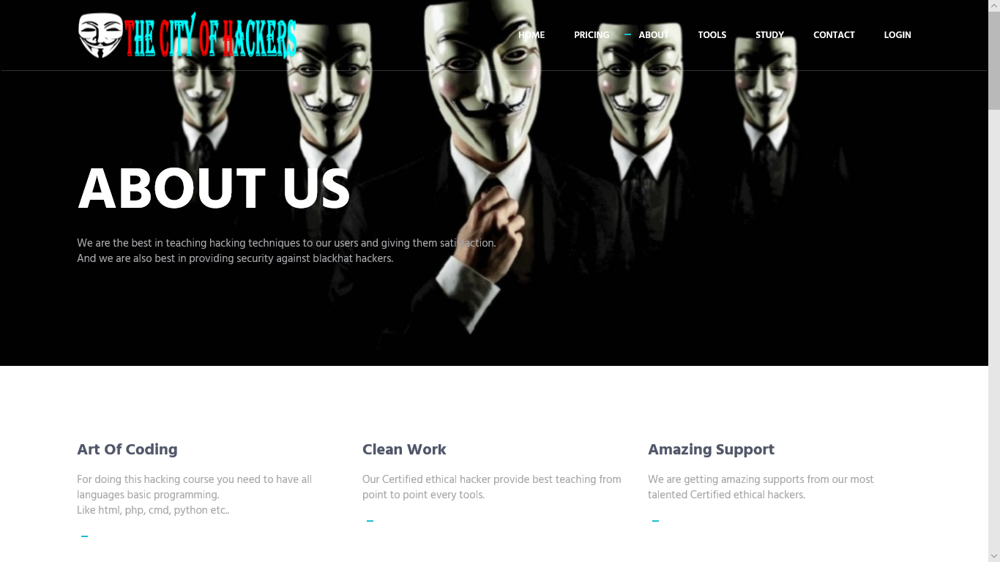 THE CITY OF HACKERS
HOME PRICING ABOUT TOOLS STUDY CONTACT LOGIN
ABOUT US
We are the best in teaching hacking techniques to our users and giving them satisfaction.
And we are also best in providing security against blackhat hackers.
Art Of Coding
For doing this hacking course you need to have all
languages basic programming.
Like html, php, cmd, python etc..
Clean Work
Our Certified ethical hacker provide best teaching from
point to point every tools.
Amazing Support
We are getting amazing supports from our most
talented Certified ethical hackers.